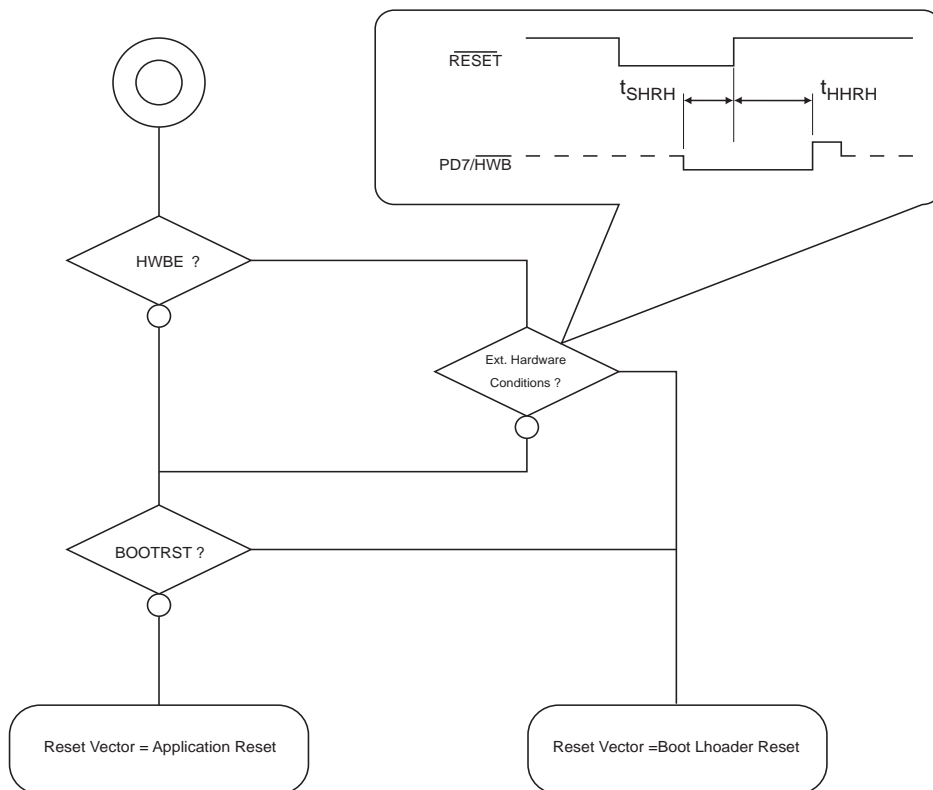 RESET
tSHRH
tHHRH
PD7/HWB
HWBE ?
Ext. Hardware
Conditions ?
BOOTRST ?
Reset Vector = Application Reset
Reset Vector =Boot Lhoader Reset